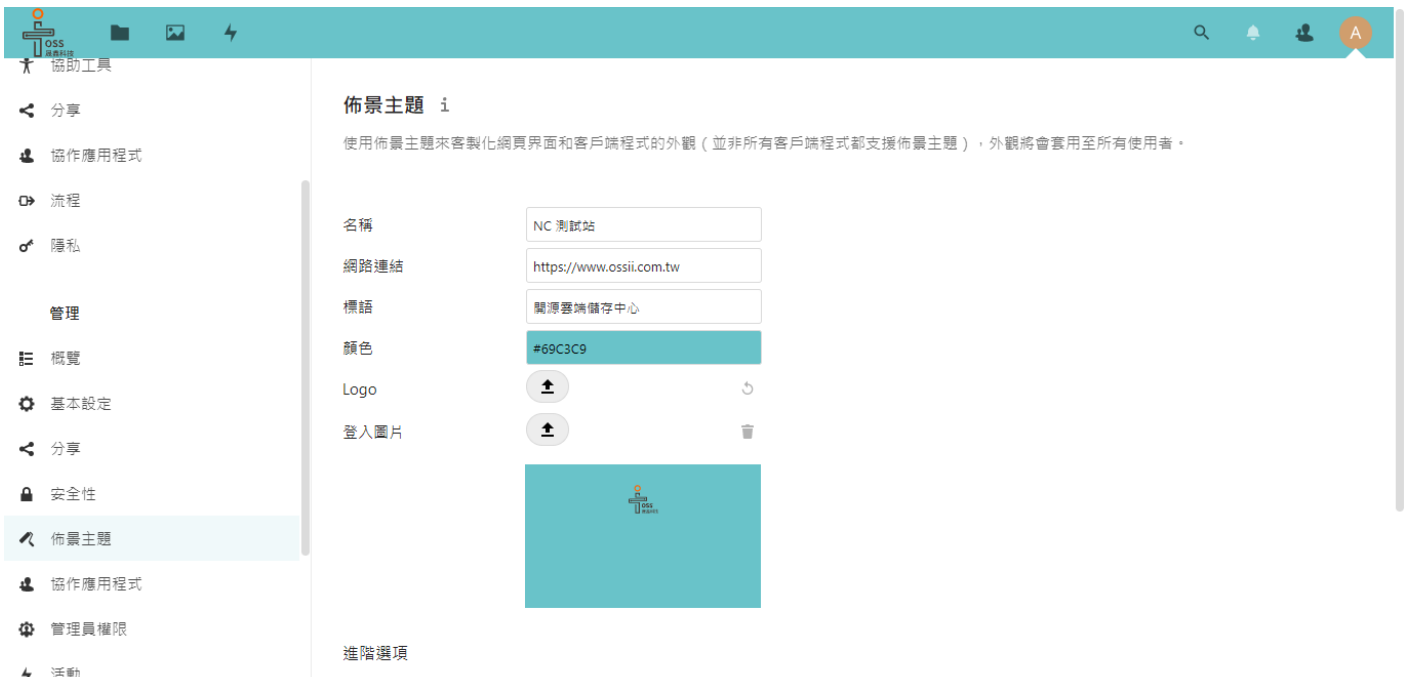 oss
晟鑫科技
A
協助工具
分享
協作應用程式
流程
隱私
管理
概覽
基本設定
分享
安全性
佈景主題
協作應用程式
管理員權限
活動
佈景主題 i
使用佈景主題來客製化網頁界面和客戶端程式的外觀（並非所有客戶端程式都支援佈景主題），外觀將會套用至所有使用者。
名稱 NC 測試站
網路連結 https://www.ossii.com.tw
標語 開源雲端儲存中心
顏色 #69C3C9
Logo
登入圖片
oss
進階選項